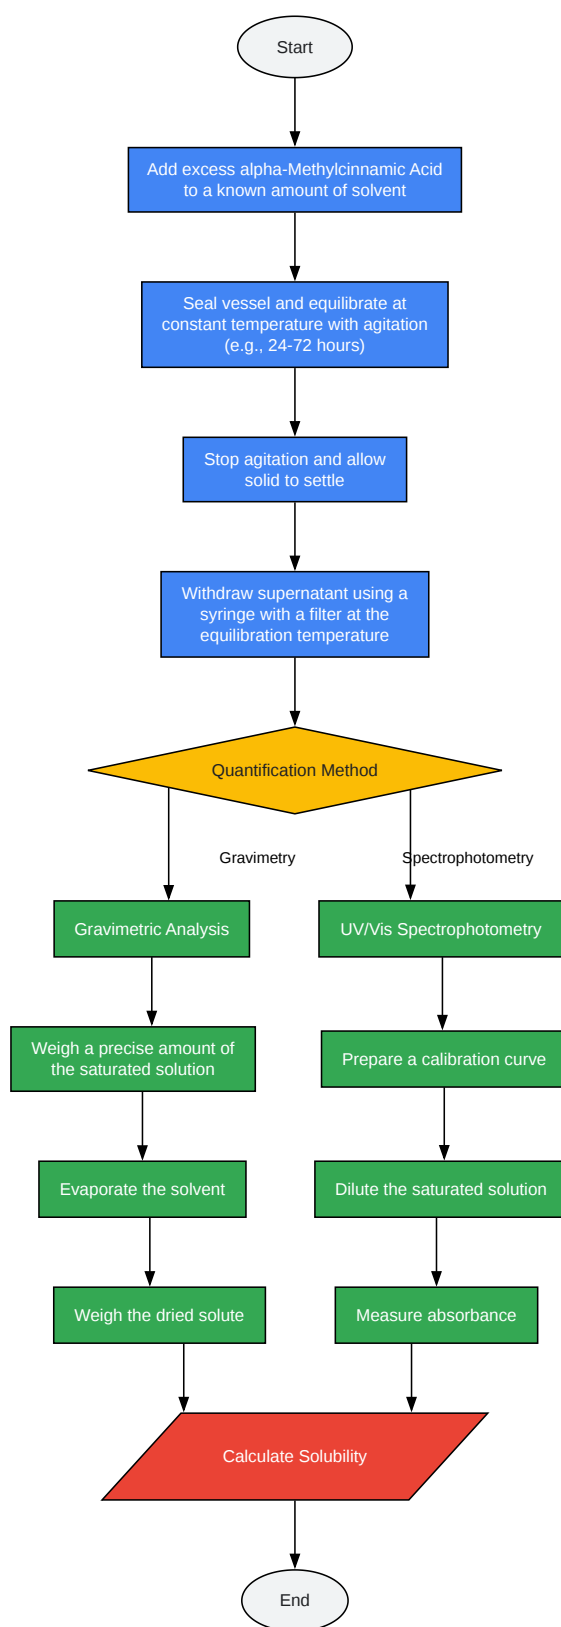 Start
Add excess alpha-Methylcinnamic Acid
to a known amount of solvent
Seal vessel and equilibrate at
constant temperature with agitation
(e.g., 24-72 hours)
Stop agitation and allow
solid to settle
Withdraw supernatant using a
syringe with a filter at the
equilibration temperature
Quantification Method
Gravimetry
Spectrophotometry
Gravimetric Analysis
UV/Vis Spectrophotometry
Weigh a precise amount of
the saturated solution
Prepare a calibration curve
Evaporate the solvent
Dilute the saturated solution
Weigh the dried solute
Measure absorbance
Calculate Solubility
End